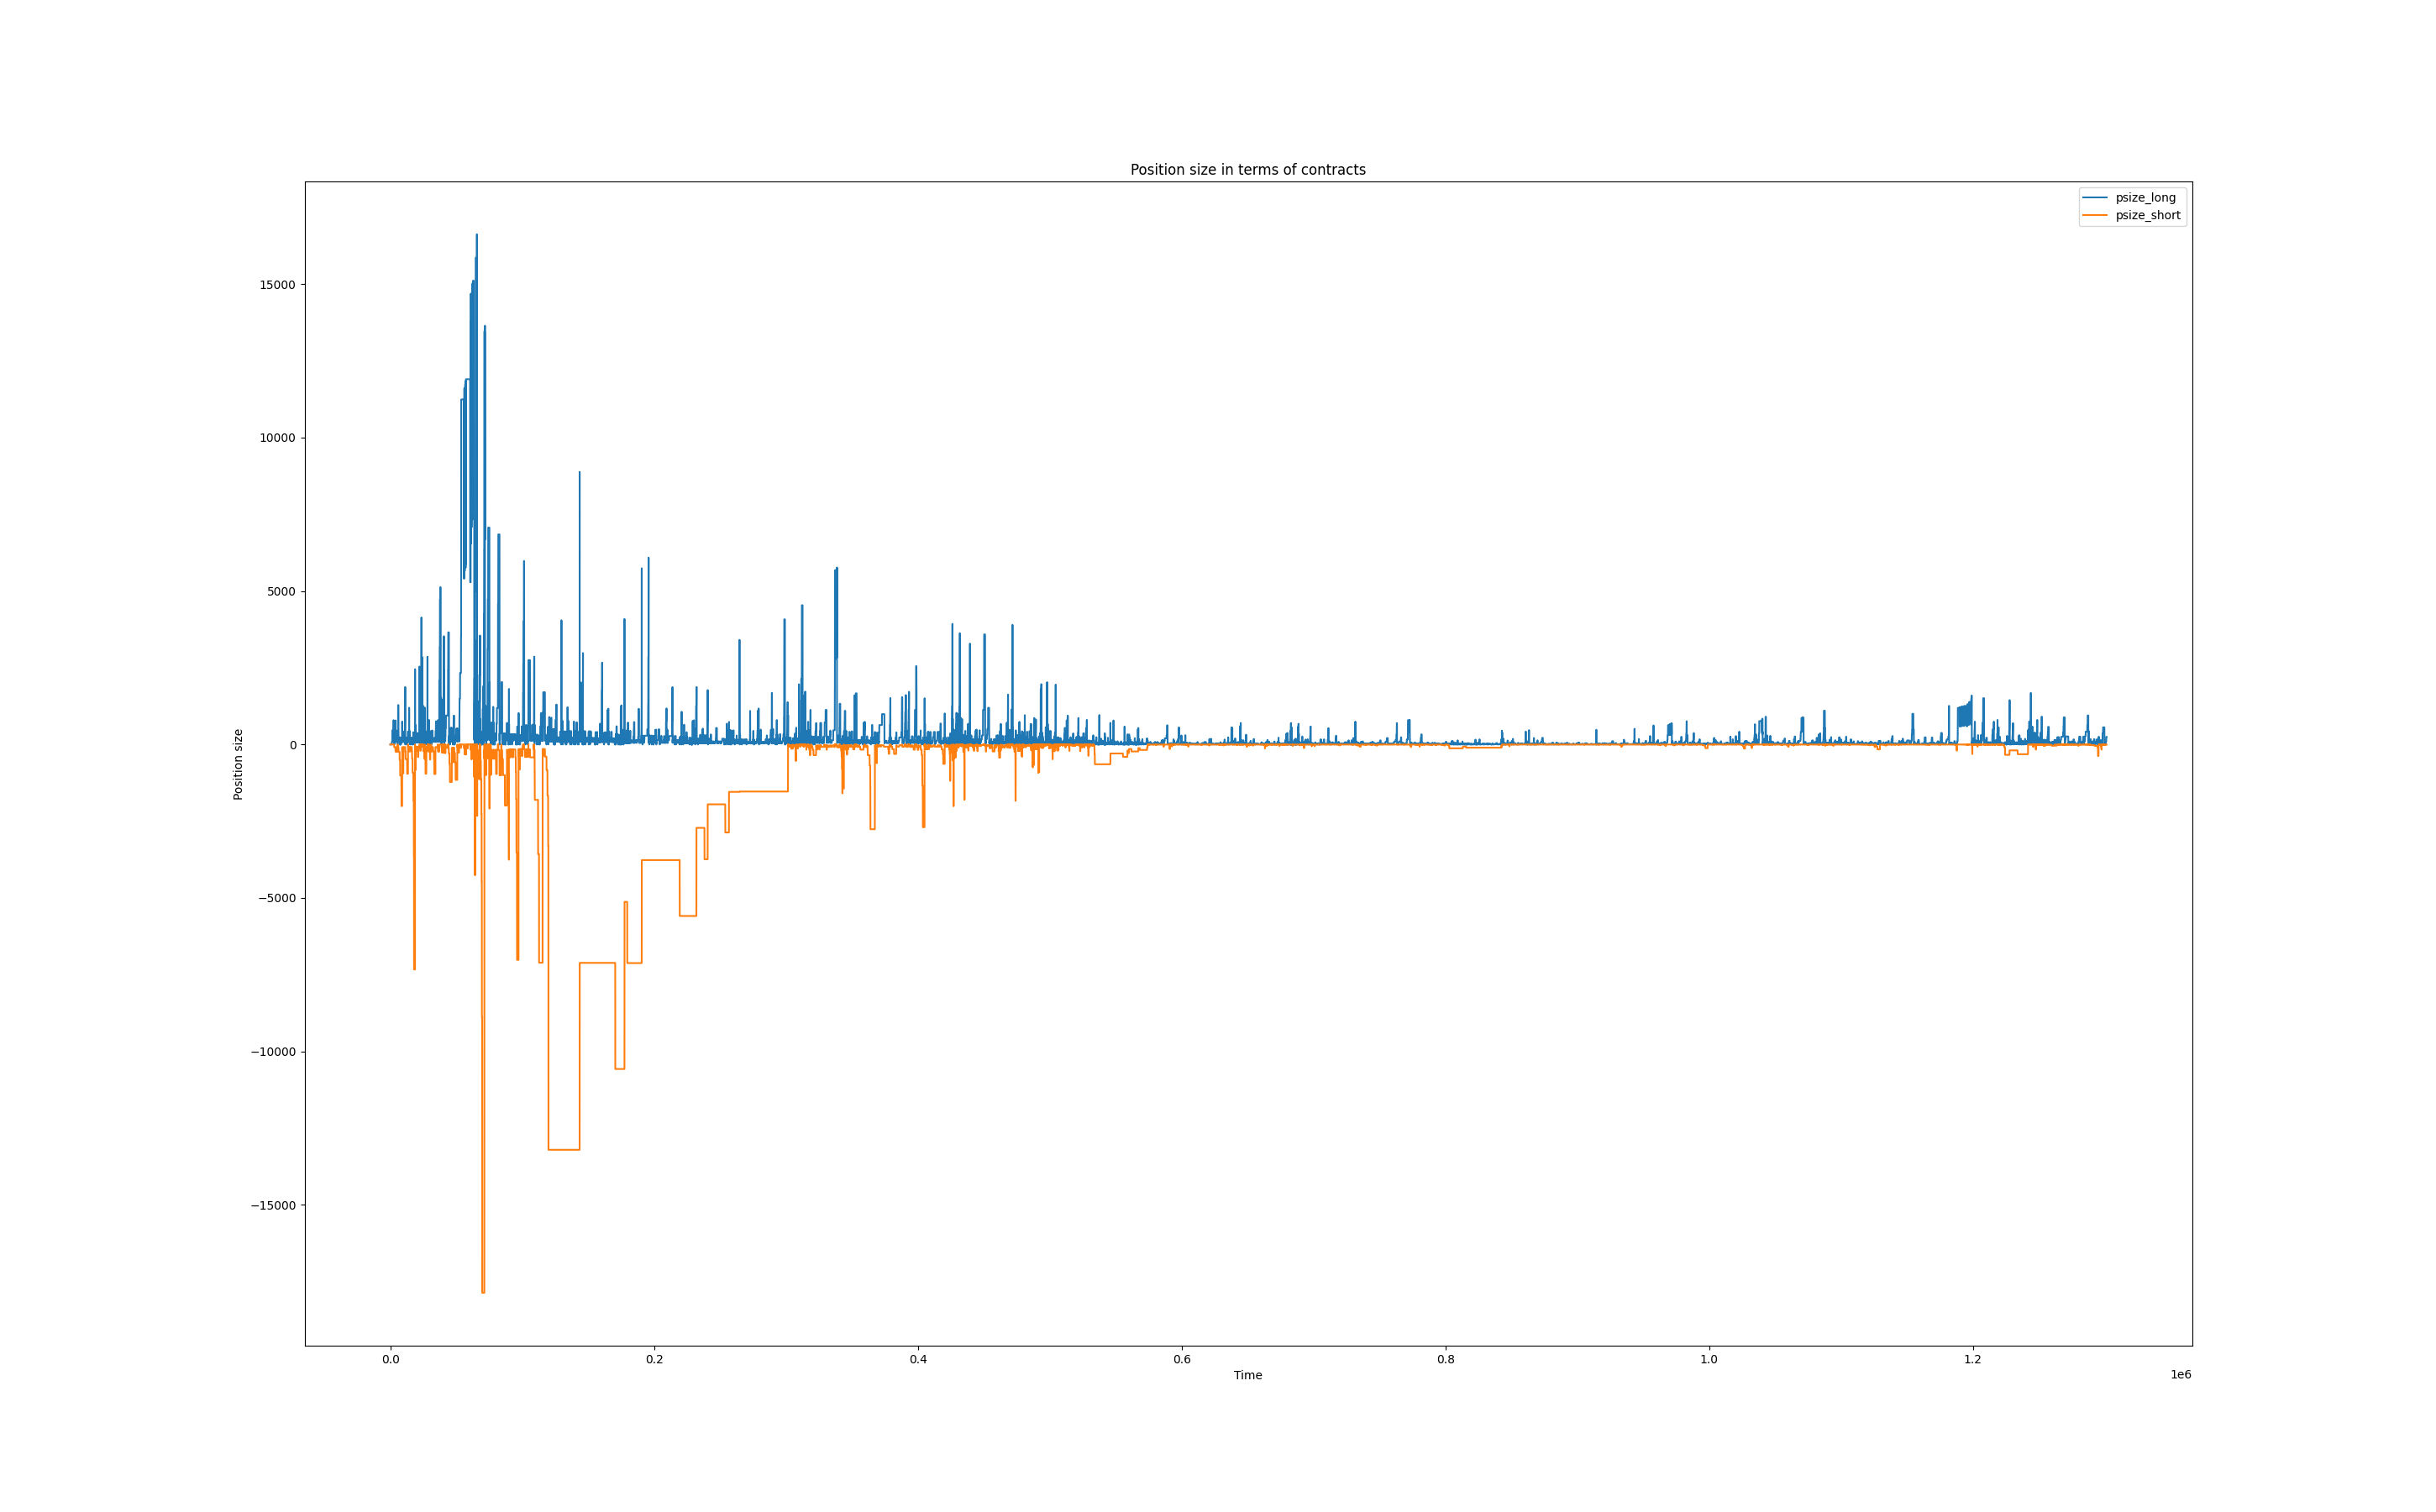 Position size in terms of contracts
psize_long
psize_short
15000
10000
5000
0
−5000
−10000
−15000
Position size
0.0 0.2 0.4 0.6 0.8 1.0 1.2
Time
1e6